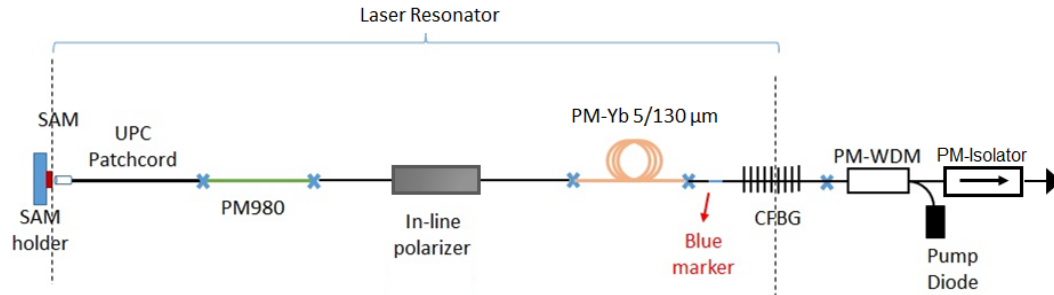 Laser Resonator
SAM
UPC
Patchcord
PM-Yb 5/130 μm
PM-WDM
PM-Isolator
SAM
holder
PM980
In-line
polarizer
Blue
marker
CFBG
Pump
Diode